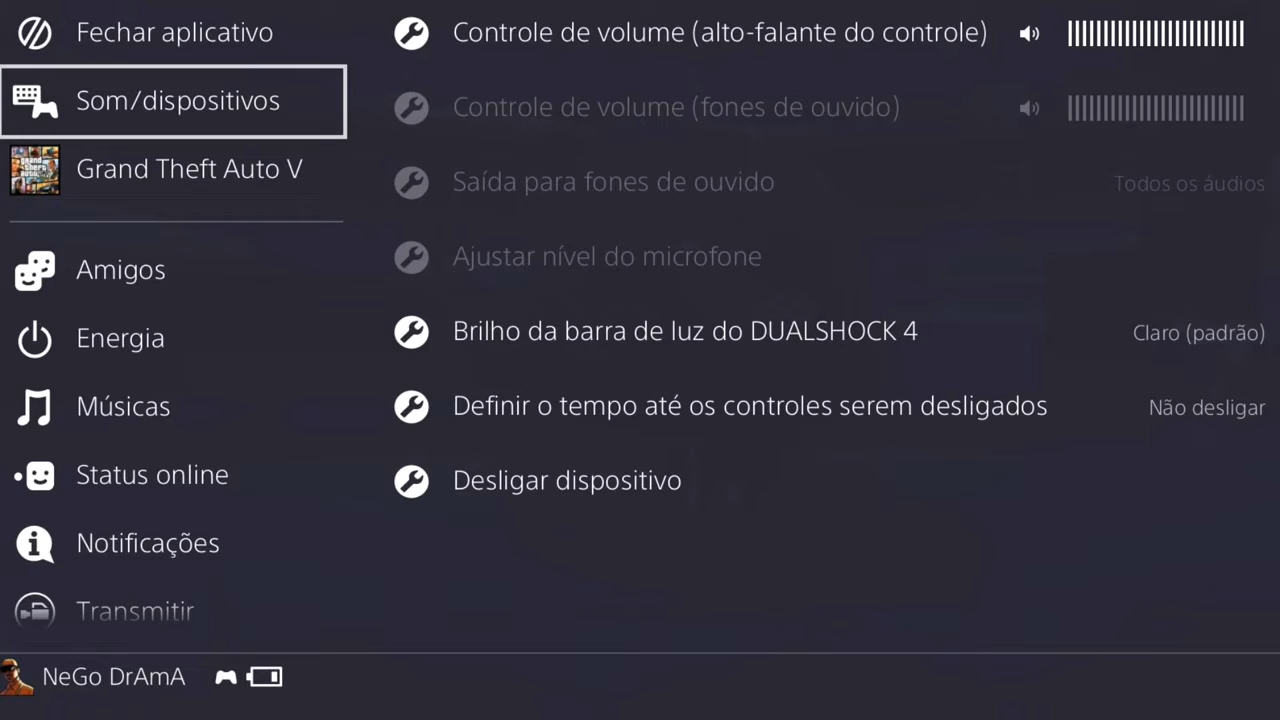 Fechar aplicativo
Som/dispositivos
Grand Theft Auto V
Amigos
Energia
Músicas
Status online
Notificações
Transmitir
Controle de volume (alto-falante do controle)
Controle de volume (fones de ouvido)
Saída para fones de ouvido Todos os áudios
Ajustar nível do microfone
Brilho da barra de luz do DUALSHOCK 4 Claro (padrão)
Definir o tempo até os controles serem desligados Não desligar
Desligar dispositivo
NeGo DrAmA